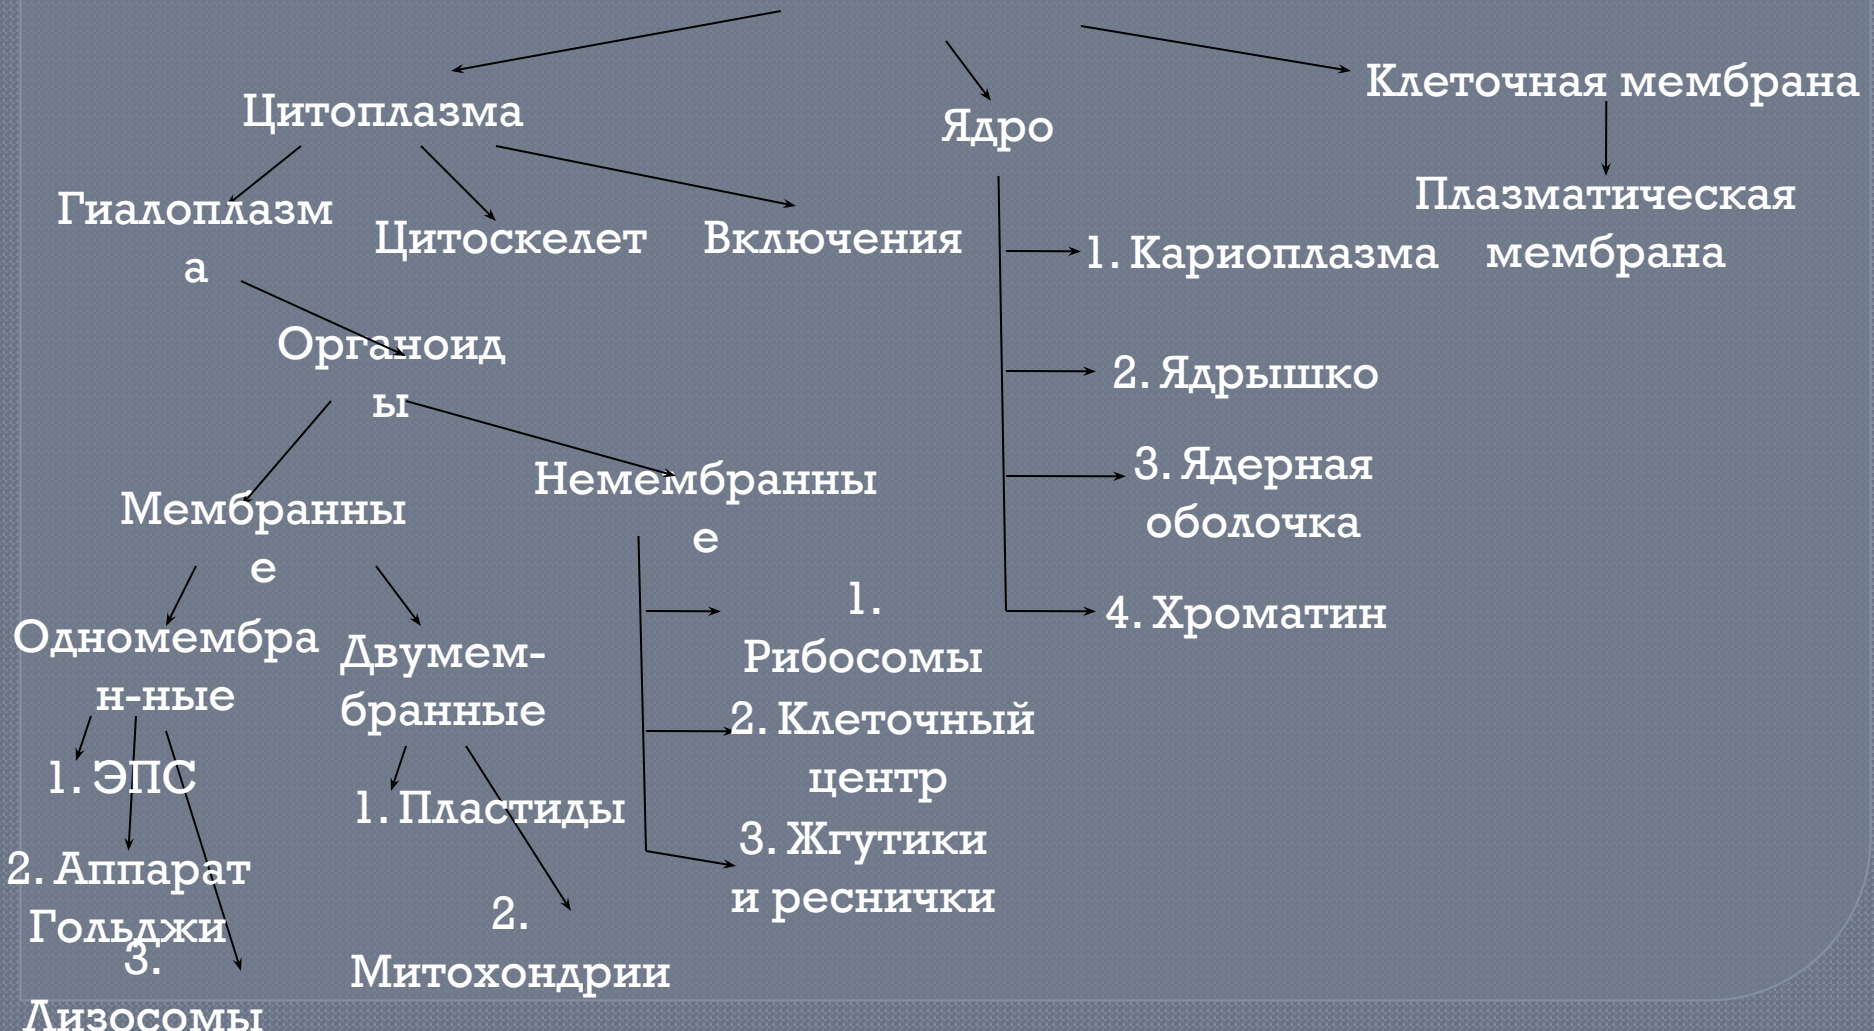 Клеточная мембрана
Цитоплазма
Ядро
Гиалоплазм
а
Цитоскелет
Включения
Плазматическая
мембрана
1. Кариоплазма
Органоид
ы
2. Ядрышко
Мембранны
е
Немембранны
е
3. Ядерная
оболочка
4. Хроматин
Одномембра
н-ные
Двумем-
бранные
1.
Рибосомы
2. Клеточный
центр
3. Жгутики
и реснички
1. ЭПС
2. Аппарат
Гольджи
3.
Лизосомы
1. Пластиды
2.
Митохондрии